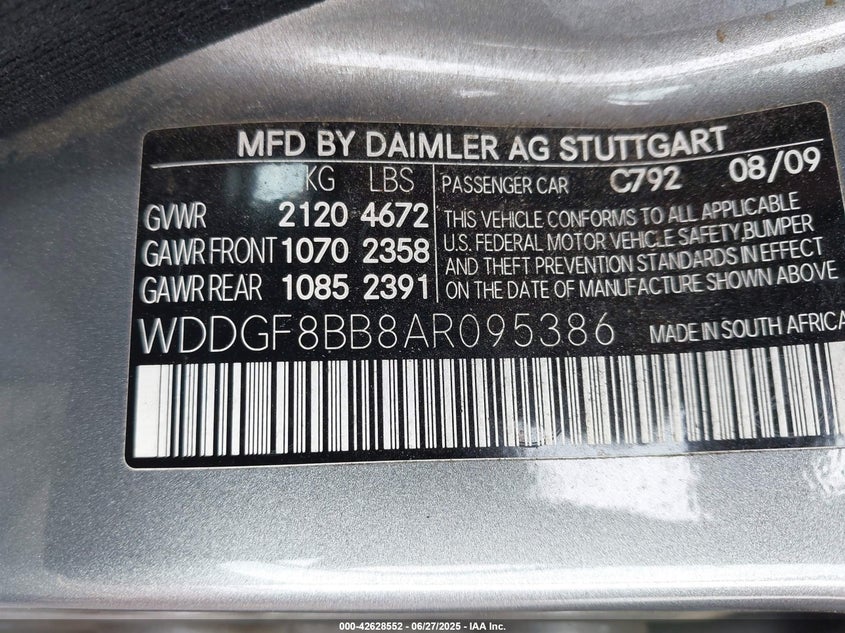 MFD BY DAIMLER AG STUTTGART
KG LBS PASSENGER CAR C792 08/09
GVWR 2120 4672
GAWR FRONT 1070 2358
GAWR REAR 1085 2391
THIS VEHICLE CONFORMS TO ALL APPLICABLE
U.S. FEDERAL MOTOR VEHICLE SAFETY, BUMPER
AND THEFT PREVENTION STANDARDS IN EFFECT
ON THE DATE OF MANUFACTURE SHOWN ABOVE
WDDGF8BB8AR095386 MADE IN SOUTH AFRICA
000-42628552 - 06/27/2025 - IAA Inc.